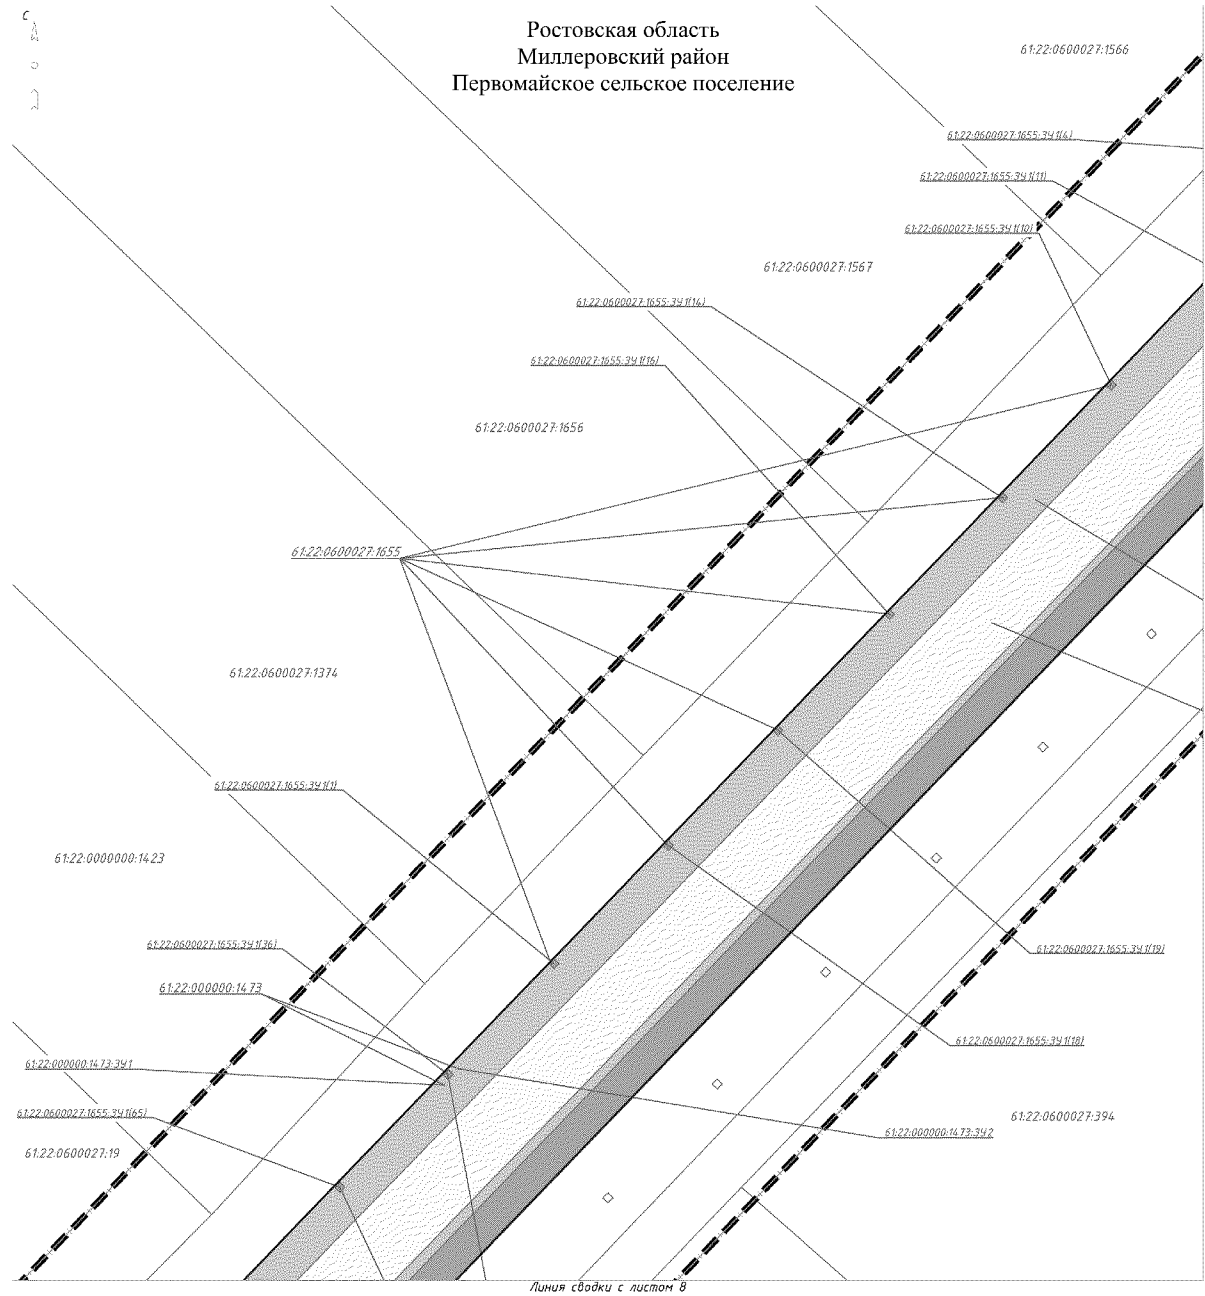 С
Ростовская область
Миллеровский район
Первомайское сельское поселение
61:22:0600027:1566
61:22:0600027:1655:ЗУ1(4)
61:22:0600027:1655:ЗУ1(11)
61:22:0600027:1655:ЗУ1(10)
61:22:0600027:1567
61:22:0600027:1655:ЗУ1(14)
61:22:0600027:1655:ЗУ1(16)
61:22:0600027:1656
61:22:0600027:1655
61:22:0600027:1374
61:22:0600027:1655:ЗУ1(1)
61:22:0000000:1423
61:22:0600027:1655:ЗУ1(36)
61:22:0600027:1655:ЗУ1(19)
61:22:000000:1473
61:22:0600027:1655:ЗУ1(18)
61:22:000000:1473:ЗУ1
61:22:0600027:1655:ЗУ1(65)
61:22:0600027:394
61:22:000000:1473:ЗУ2
61:22:0600027:19
Линия сводки с листом 8